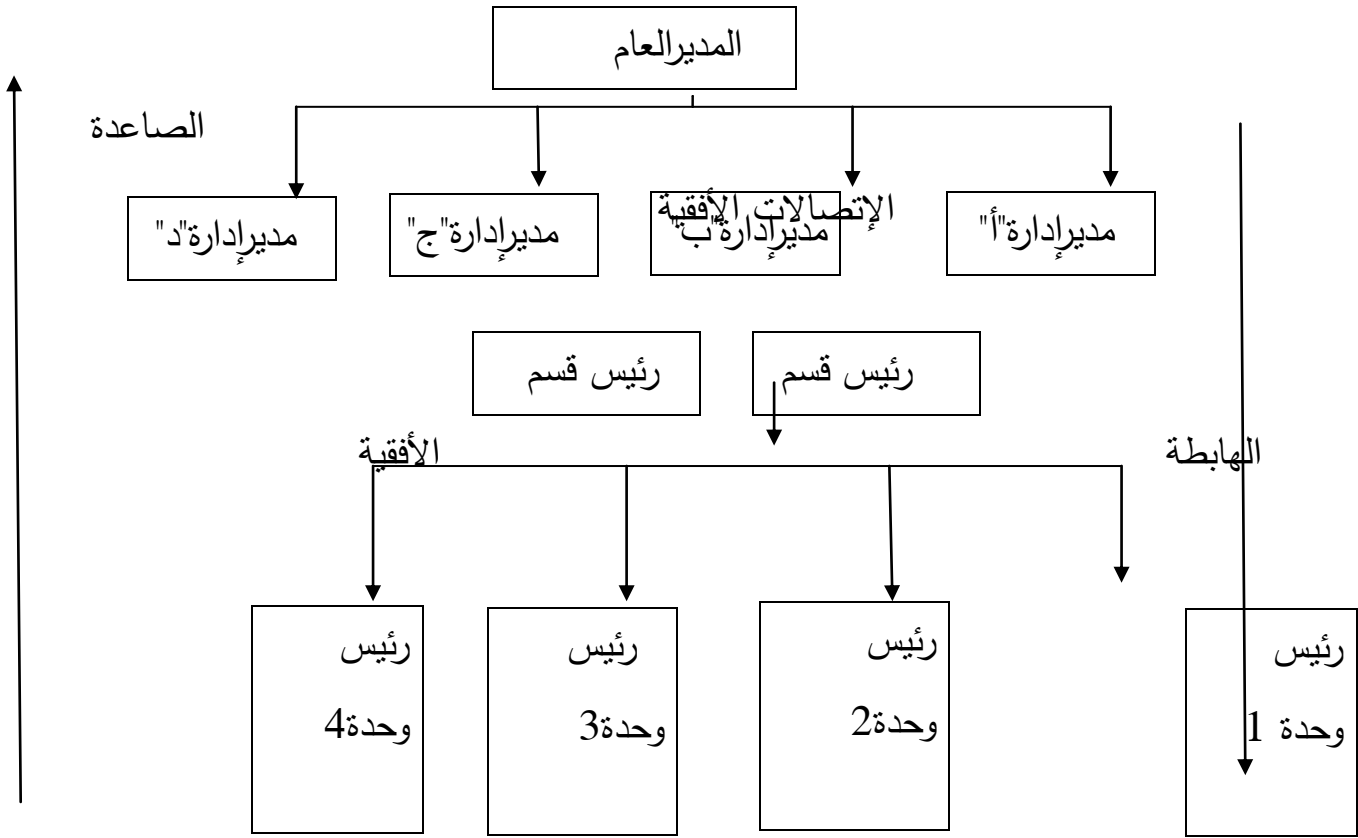 المديرالعام
الصاعدة
الإتصالات الأفقية
مديرإدارة"أ"
مديرإدارة"ب"
مديرإدارة"ج"
مديرإدارة"د"
رئيس قسم
رئيس قسم
الهابطة
الأفقية
رئيس
وحدة 1
رئيس
وحدة2
رئيس
وحدة3
رئيس
وحدة4